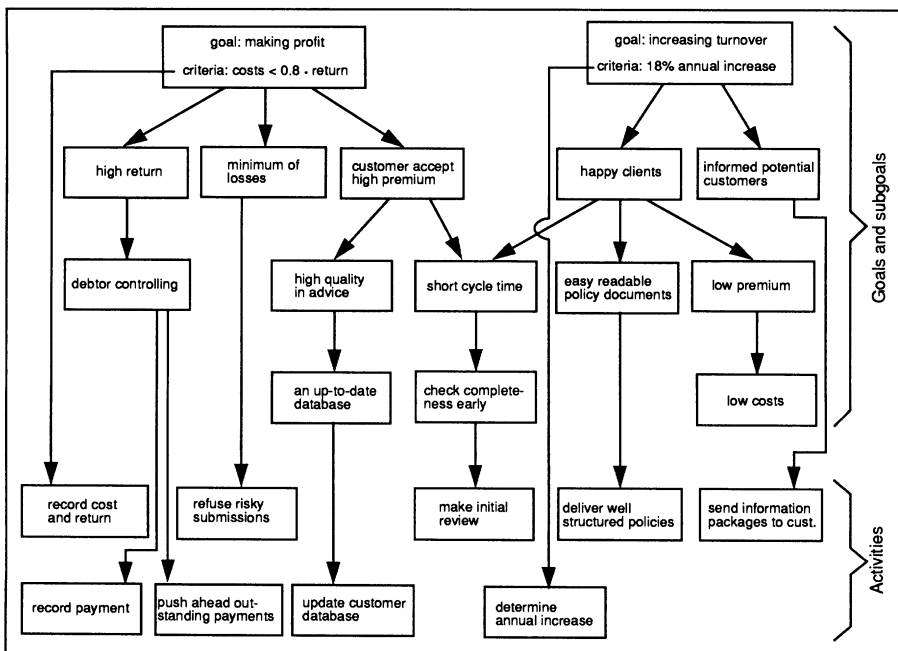 goal: making profit
criteria: costs < 0.8 . return
goal: increasing turnover
criteria: 18% annual increase
high return
minimum of
losses
customer accept
high premium
happy clients
informed potential
customers
debtor controlling
high quality
in advice
short cycle time
easy readable
policy documents
low premium
an up-to-date
database
check complete-
ness early
low costs
Goals and subgoals
record cost
and return
refuse risky
submissions
make initial
review
deliver well
structured policies
send information
packages to cust.
record payment
push ahead out-
standing payments
update customer
database
determine
annual increase
Activities